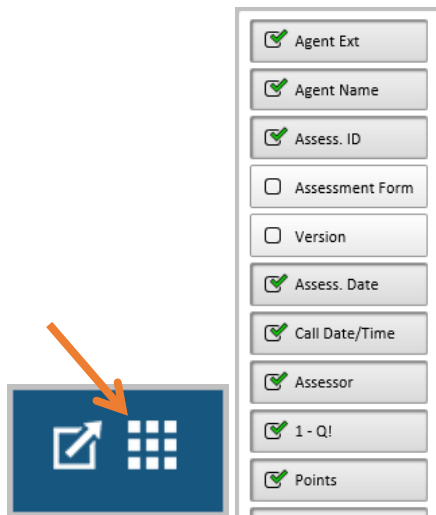 Agent Ext
Agent Name
Assess. ID
Assessment Form
Version
Assess. Date
Call Date/Time
Assessor
1 - Q!
Points